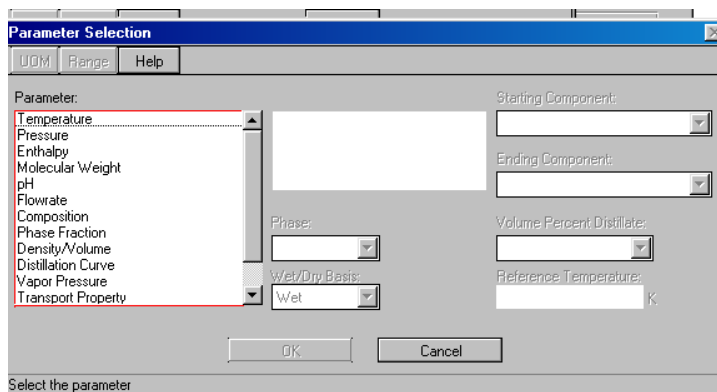 Parameter Selection
UOM Range Help
Parameter:
Temperature
Pressure
Enthalpy
Molecular Weight
pH
Flowrate
Composition
Phase Fraction
Density/Volume
Distillation Curve
Vapor Pressure
Transport Property
Starting Component:
Ending Component:
Phase:
Volume Percent Distillate:
Wet/Dry Basis:
Wet
Reference Temperature:
K
OK Cancel
Select the parameter